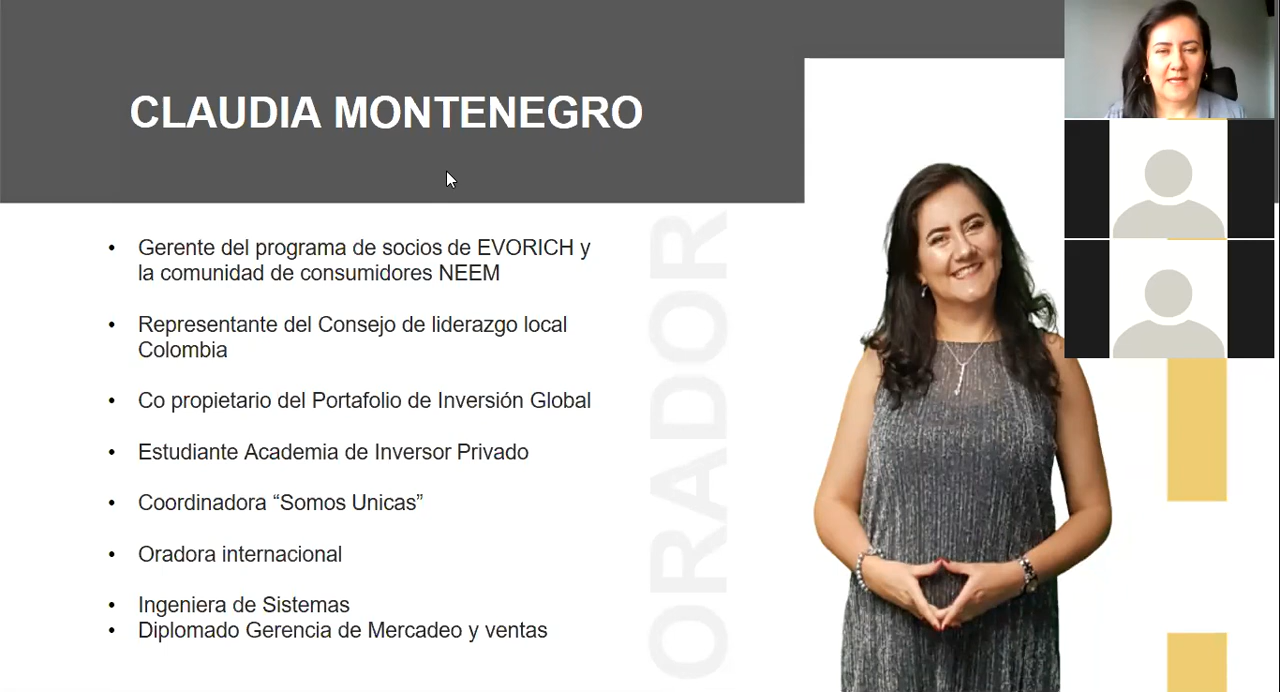 CLAUDIA MONTENEGRO
• Gerente del programa de socios de EVORICH y
la comunidad de consumidores NEEM
• Representante del Consejo de liderazgo local
Colombia
• Co propietario del Portafolio de Inversión Global
• Estudiante Academia de Inversor Privado
• Coordinadora “Somos Unicas”
• Oradora internacional
• Ingeniera de Sistemas
• Diplomado Gerencia de Mercadeo y ventas
ORADOR